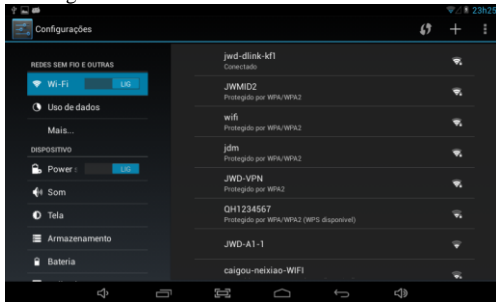 23h25
Configurações
REDES SEM FIO E OUTRAS
Wi-Fi
LIG
Uso de dados
Mais...
DISPOSITIVO
Power
LIG
Som
Tela
Armazenamento
Bateria
jwd-dlink-kf1
Conectado
JWMID2
Protegido por WPA/WPA2
wifi
Protegido por WPA/WPA2
jdm
Protegido por WPA/WPA2
JWD-VPN
Protegido por WPA2
QH1234567
Protegido por WPA/WPA2 (WPS disponível)
JWD-A1-1
caigou-neixiao-WIFI